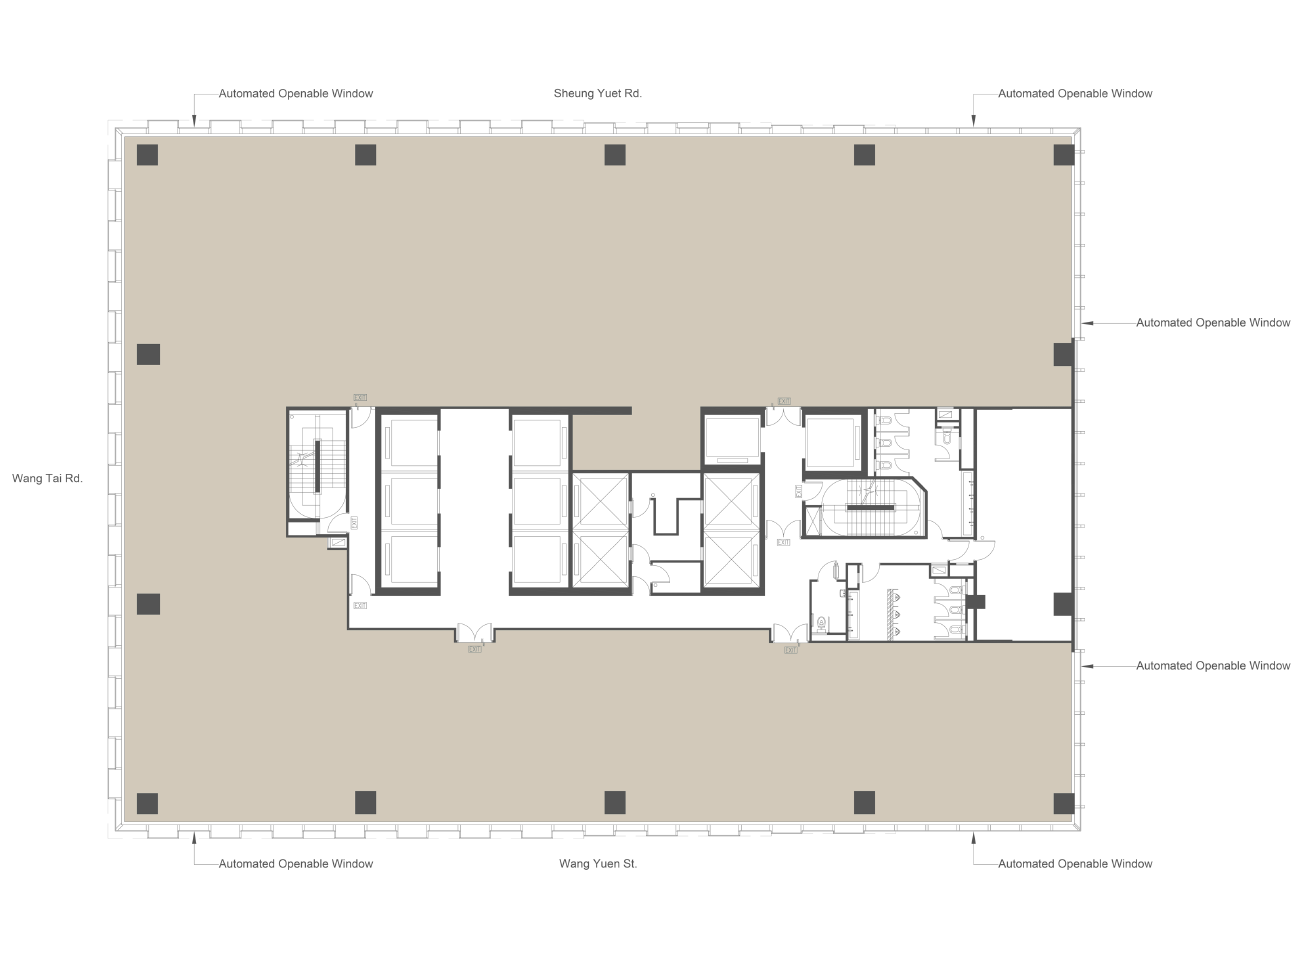 Automated Openable Window
Sheung Yuet Rd.
Automated Openable Window
Automated Openable Window
EXIT
EXIT
Wang Tai Rd.
EXIT
EXIT
EXIT
EXIT
EXIT
EXIT
Automated Openable Window
Automated Openable Window
Wang Yuen St.
Automated Openable Window